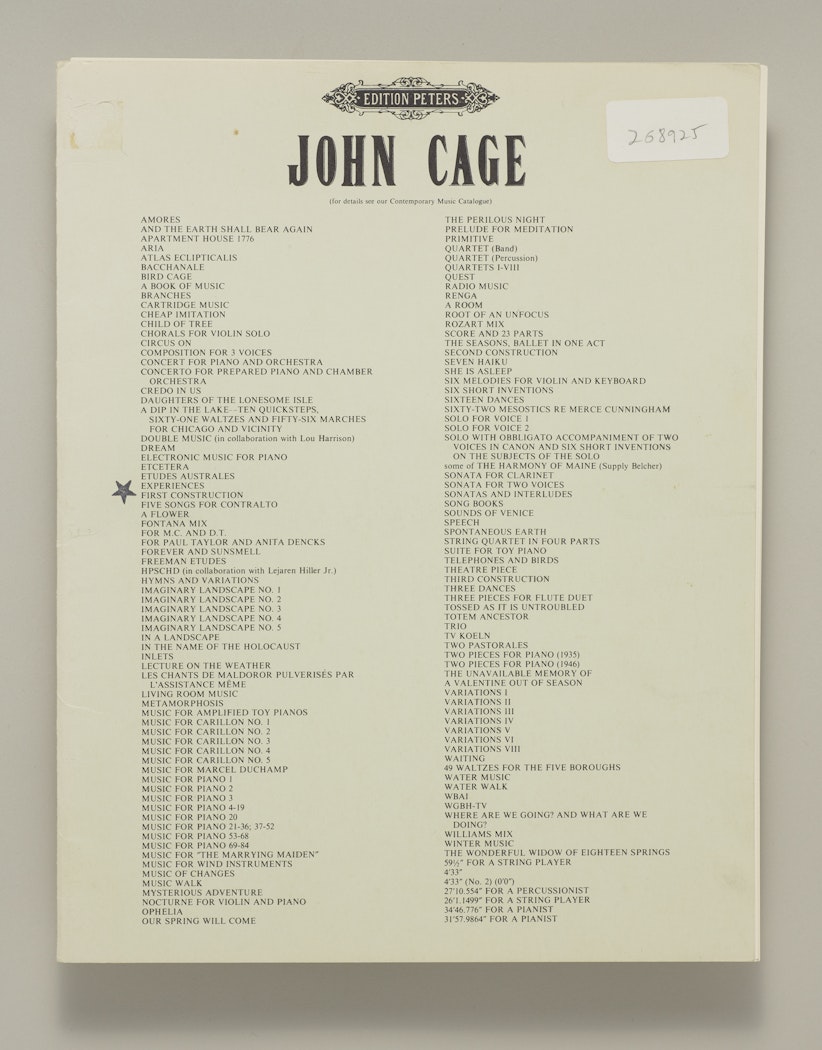 EDITION PETERS
268925
JOHN CAGE
(for details see our Contemporary Music Catalogue)
AMORES
AND THE EARTH SHALL BEAR AGAIN
APARTMENT HOUSE 1776
ARIA
ATLAS ECLIPTICALIS
BACCHANALE
BIRD CAGE
A BOOK OF MUSIC
BRANCHES
CARTRIDGE MUSIC
CHEAP IMITATION
CHILD OF TREE
CHORALS FOR VIOLIN SOLO
CIRCUS ON
COMPOSITION FOR 3 VOICES
CONCERT FOR PIANO AND ORCHESTRA
CONCERTO FOR PREPARED PIANO AND CHAMBER
ORCHESTRA
CREDO IN US
DAUGHTERS OF THE LONESOME ISLE
A DIP IN THE LAKE—TEN QUICKSTEPS,
SIXTY-ONE WALTZES AND FIFTY-SIX MARCHES
FOR CHICAGO AND VICINITY
DOUBLE MUSIC (in collaboration with Lou Harrison)
DREAM
ELECTRONIC MUSIC FOR PIANO
ETCETERA
ETUDES AUSTRALES
EXPERIENCES
FIRST CONSTRUCTION
FIVE SONGS FOR CONTRALTO
A FLOWER
FONTANA MIX
FOR M.C. AND D.T.
FOR PAUL TAYLOR AND ANITA DENCKS
FOREVER AND SUNSMELL
FREEMAN ETUDES
HPSCHD (in collaboration with Lejaren Hiller Jr.)
HYMNS AND VARIATIONS
IMAGINARY LANDSCAPE NO. 1
IMAGINARY LANDSCAPE NO. 2
IMAGINARY LANDSCAPE NO. 3
IMAGINARY LANDSCAPE NO. 4
IMAGINARY LANDSCAPE NO. 5
IN A LANDSCAPE
IN THE NAME OF THE HOLOCAUST
INLETS
LECTURE ON THE WEATHER
LES CHANTS DE MALDOROR PULVERISÉS PAR
L'ASSISTANCE MÊME
LIVING ROOM MUSIC
METAMORPHOSIS
MUSIC FOR AMPLIFIED TOY PIANOS
MUSIC FOR CARILLON NO. 1
MUSIC FOR CARILLON NO. 2
MUSIC FOR CARILLON NO. 3
MUSIC FOR CARILLON NO. 4
MUSIC FOR CARILLON NO. 5
MUSIC FOR MARCEL DUCHAMP
MUSIC FOR PIANO 1
MUSIC FOR PIANO 2
MUSIC FOR PIANO 3
MUSIC FOR PIANO 4-19
MUSIC FOR PIANO 20
MUSIC FOR PIANO 21-36; 37-52
MUSIC FOR PIANO 53-68
MUSIC FOR PIANO 69-84
MUSIC FOR "THE MARRYING MAIDEN"
MUSIC FOR WIND INSTRUMENTS
MUSIC OF CHANGES
MUSIC WALK
MYSTERIOUS ADVENTURE
NOCTURNE FOR VIOLIN AND PIANO
OPHELIA
OUR SPRING WILL COME
THE PERILOUS NIGHT
PRELUDE FOR MEDITATION
PRIMITIVE
QUARTET (Band)
QUARTET (Percussion)
QUARTETS I-VIII
QUEST
RADIO MUSIC
RENGA
A ROOM
ROOT OF AN UNFOCUS
ROZART MIX
SCORE AND 23 PARTS
THE SEASONS, BALLET IN ONE ACT
SECOND CONSTRUCTION
SEVEN HAIKU
SHE IS ASLEEP
SIX MELODIES FOR VIOLIN AND KEYBOARD
SIX SHORT INVENTIONS
SIXTEEN DANCES
SIXTY-TWO MESOSTICS RE MERCE CUNNINGHAM
SOLO FOR VOICE 1
SOLO FOR VOICE 2
SOLO WITH OBBLIGATO ACCOMPANIMENT OF TWO
VOICES IN CANON AND SIX SHORT INVENTIONS
ON THE SUBJECTS OF THE SOLO
some of THE HARMONY OF MAINE (Supply Belcher)
SONATA FOR CLARINET
SONATA FOR TWO VOICES
SONATAS AND INTERLUDES
SONG BOOKS
SOUNDS OF VENICE
SPEECH
SPONTANEOUS EARTH
STRING QUARTET IN FOUR PARTS
SUITE FOR TOY PIANO
TELEPHONES AND BIRDS
THEATRE PIECE
THIRD CONSTRUCTION
THREE DANCES
THREE PIECES FOR FLUTE DUET
TOSSED AS IT IS UNTROUBLED
TOTEM ANCESTOR
TRIO
TV KOELN
TWO PASTORALES
TWO PIECES FOR PIANO (1935)
TWO PIECES FOR PIANO (1946)
THE UNAVAILABLE MEMORY OF
A VALENTINE OUT OF SEASON
VARIATIONS I
VARIATIONS II
VARIATIONS III
VARIATIONS IV
VARIATIONS V
VARIATIONS VI
VARIATIONS VIII
WAITING
49 WALTZES FOR THE FIVE BOROUGHS
WATER MUSIC
WATER WALK
WBAI
WGBH-TV
WHERE ARE WE GOING? AND WHAT ARE WE
DOING?
WILLIAMS MIX
WINTER MUSIC
THE WONDERFUL WIDOW OF EIGHTEEN SPRINGS
59½″ FOR A STRING PLAYER
4′33″
4′33″ (No. 2) (0′0″)
27′10.554″ FOR A PERCUSSIONIST
26′1.1499″ FOR A STRING PLAYER
34′46.776″ FOR A PIANIST
31′57.9864″ FOR A PIANIST